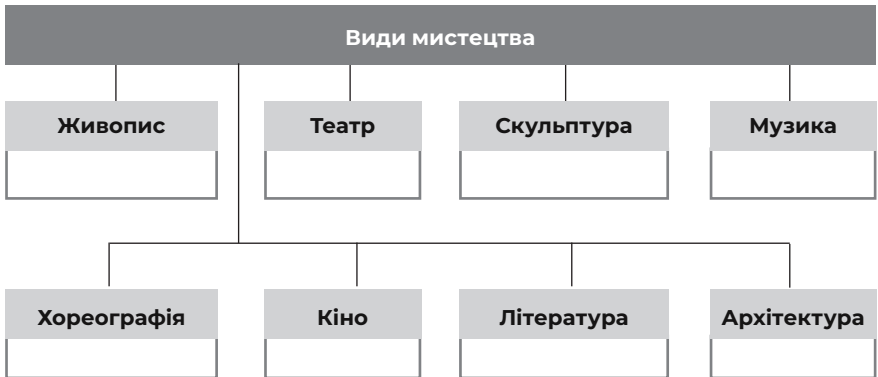 Види мистецтва
Живопис
Театр
Скульптура
Музика
Хореографія
Кіно
Література
Архітектура